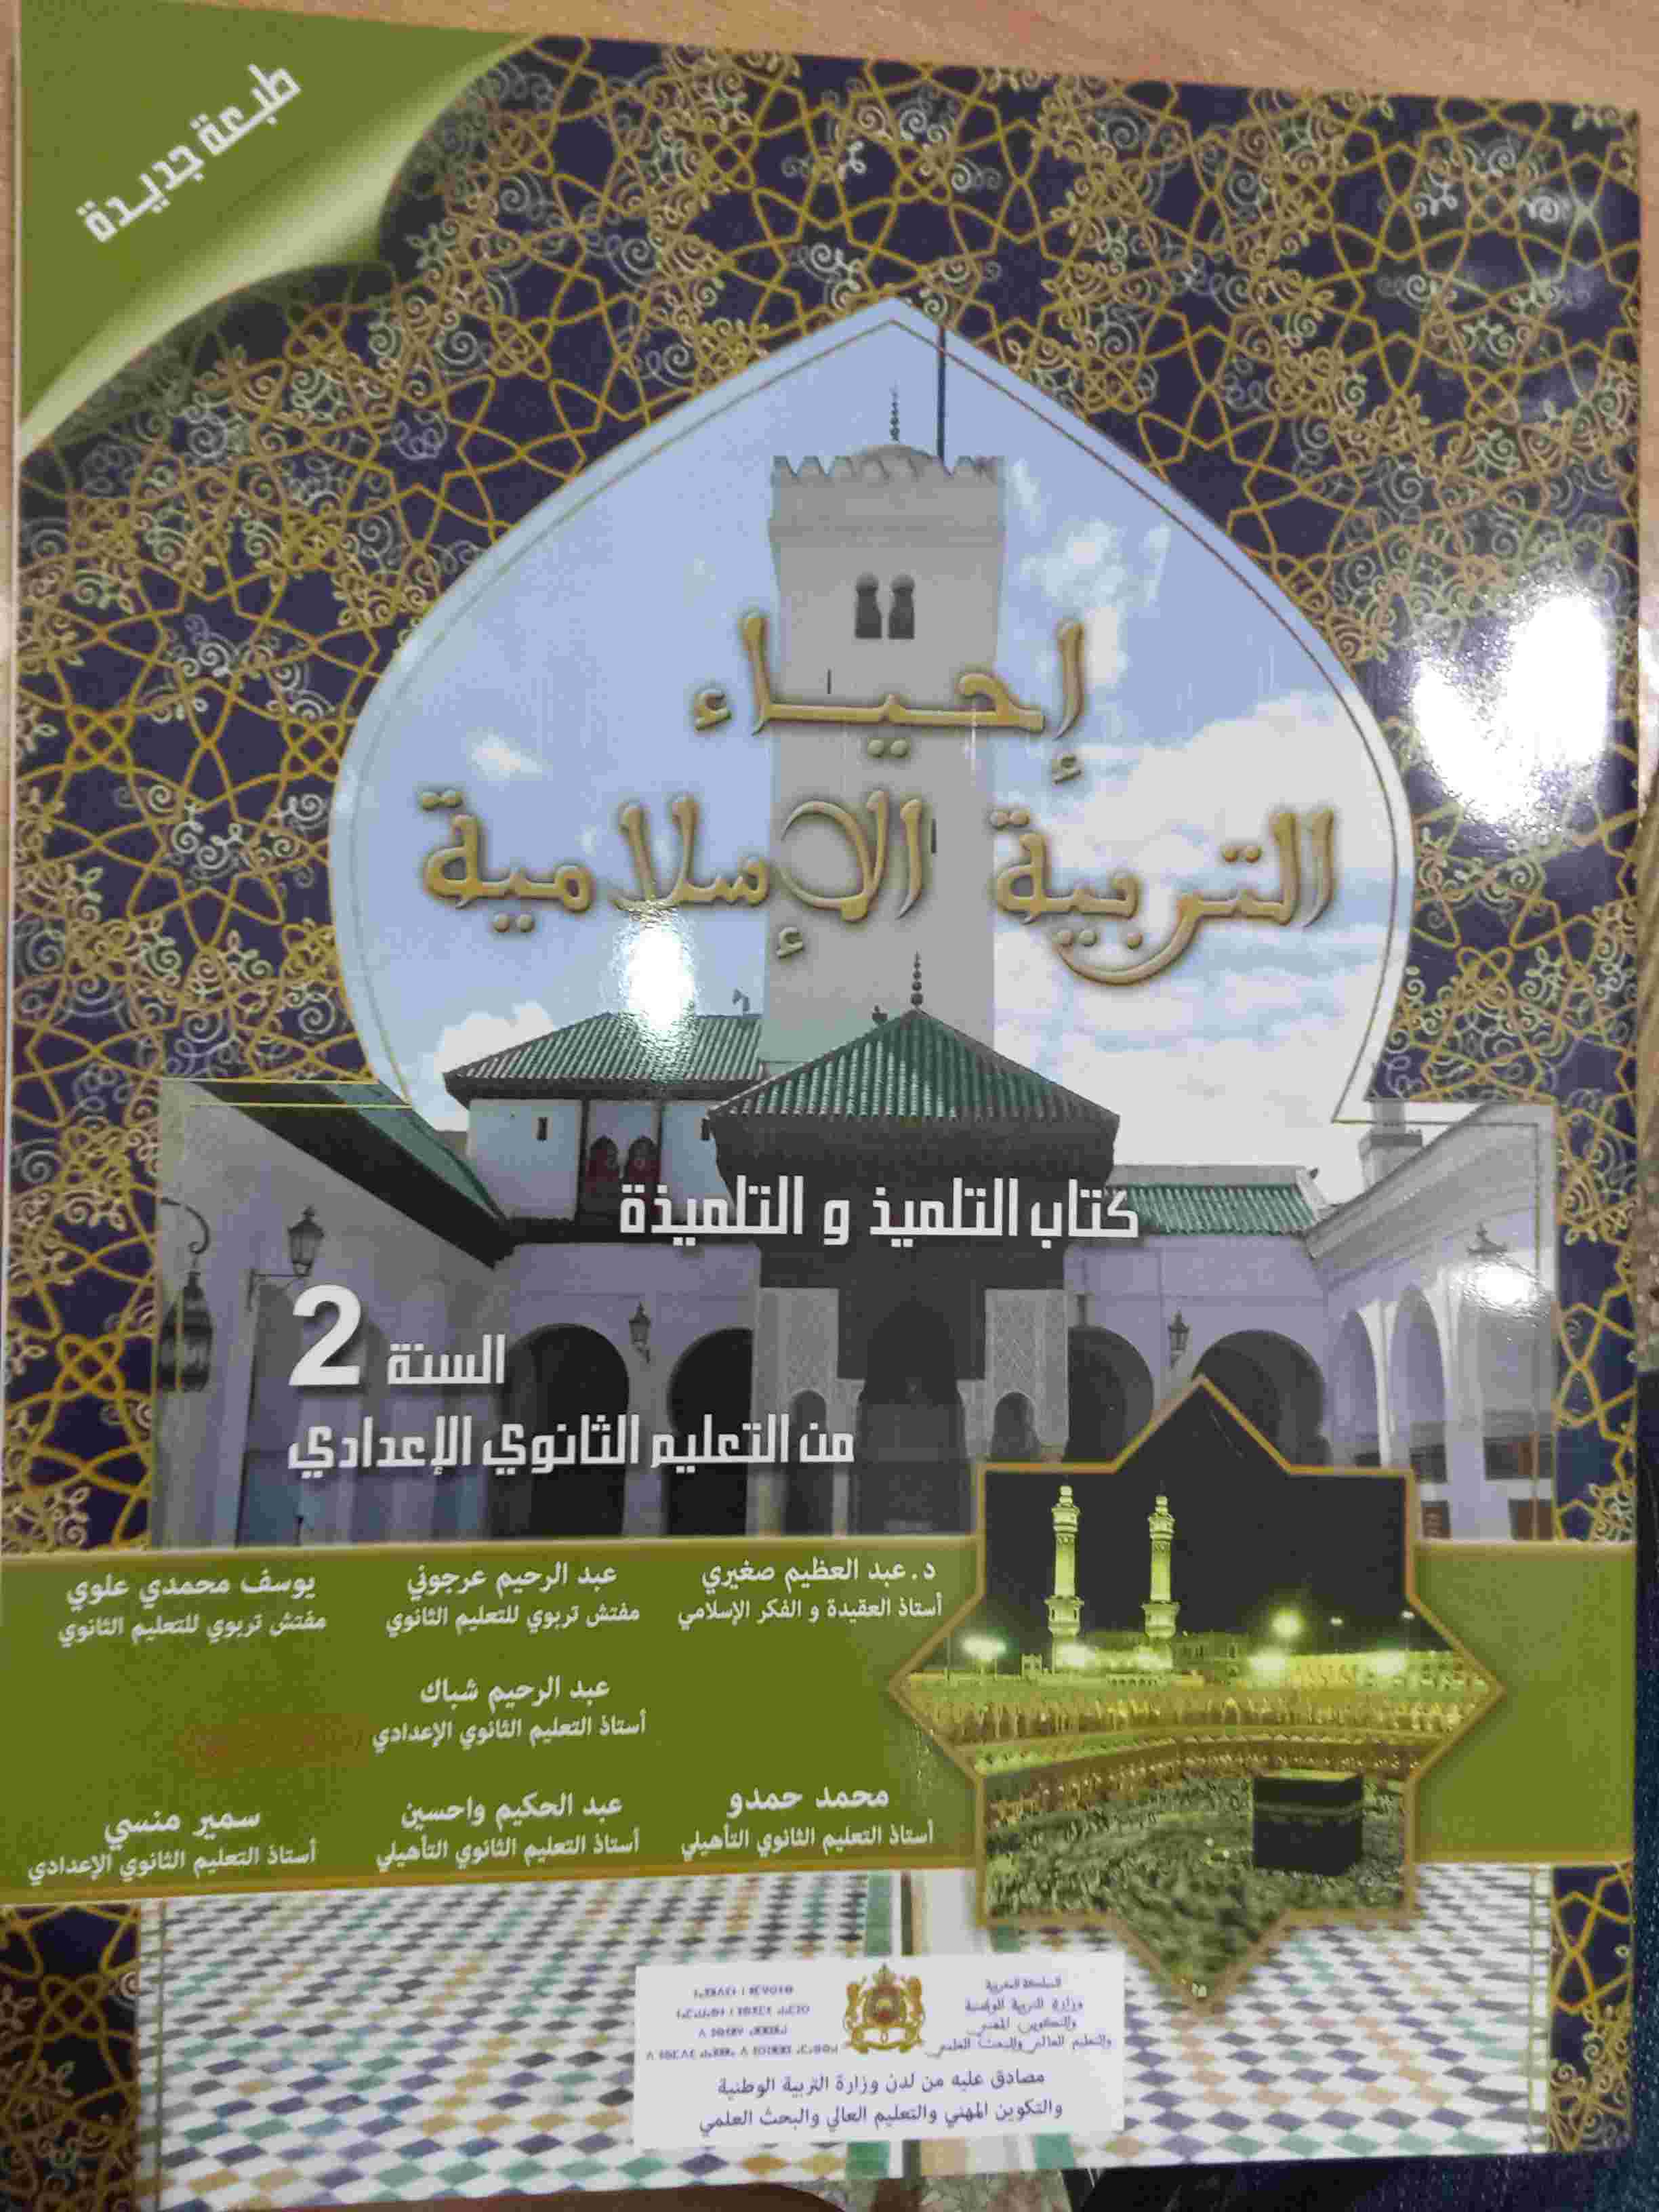 طبعة جديدة
إحياء
التربية الإسلامية
كتاب التلميذ و التلميذة
السنة 2
من التعليم الثانوي الإعدادي
د. عبد العظيم صغيري
أستاذ العقيدة و الفكر الإسلامي
عبد الرحيم عرجوني
مفتش تربوي للتعليم الثانوي
يوسف محمدي علوي
مفتش تربوي للتعليم الثانوي
عبد الرحيم شباك
أستاذ التعليم الثانوي الإعدادي
محمد حمدو
أستاذ التعليم الثانوي التأهيلي
عبد الحكيم واحسين
أستاذ التعليم الثانوي التأهيلي
سمير منسي
أستاذ التعليم الثانوي الإعدادي
المملكة المغربية
وزارة التربية الوطنية
والتكوين المهني
والتعليم العالي والبحث العلمي
مصادق عليه من لدن وزارة التربية الوطنية
والتكوين المهني والتعليم العالي والبحث العلمي